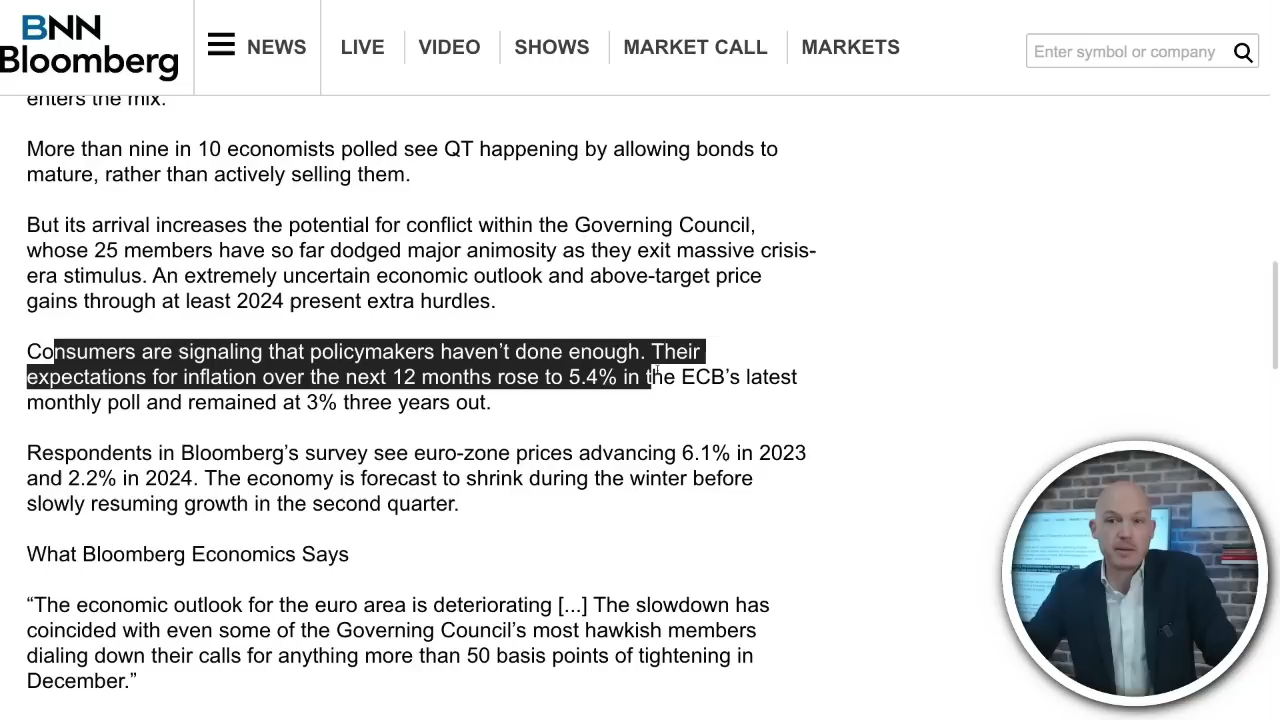 BNN
Bloomberg
NEWS
LIVE
VIDEO
SHOWS
MARKET CALL
MARKETS
Enter symbol or company
enters the mix.
More than nine in 10 economists polled see QT happening by allowing bonds to
mature, rather than actively selling them.
But its arrival increases the potential for conflict within the Governing Council,
whose 25 members have so far dodged major animosity as they exit massive crisis-
era stimulus. An extremely uncertain economic outlook and above-target price
gains through at least 2024 present extra hurdles.
Consumers are signaling that policymakers haven’t done enough. Their
expectations for inflation over the next 12 months rose to 5.4% in the ECB’s latest
monthly poll and remained at 3% three years out.
Respondents in Bloomberg’s survey see euro-zone prices advancing 6.1% in 2023
and 2.2% in 2024. The economy is forecast to shrink during the winter before
slowly resuming growth in the second quarter.
What Bloomberg Economics Says
“The economic outlook for the euro area is deteriorating [...] The slowdown has
coincided with even some of the Governing Council’s most hawkish members
dialing down their calls for anything more than 50 basis points of tightening in
December.”